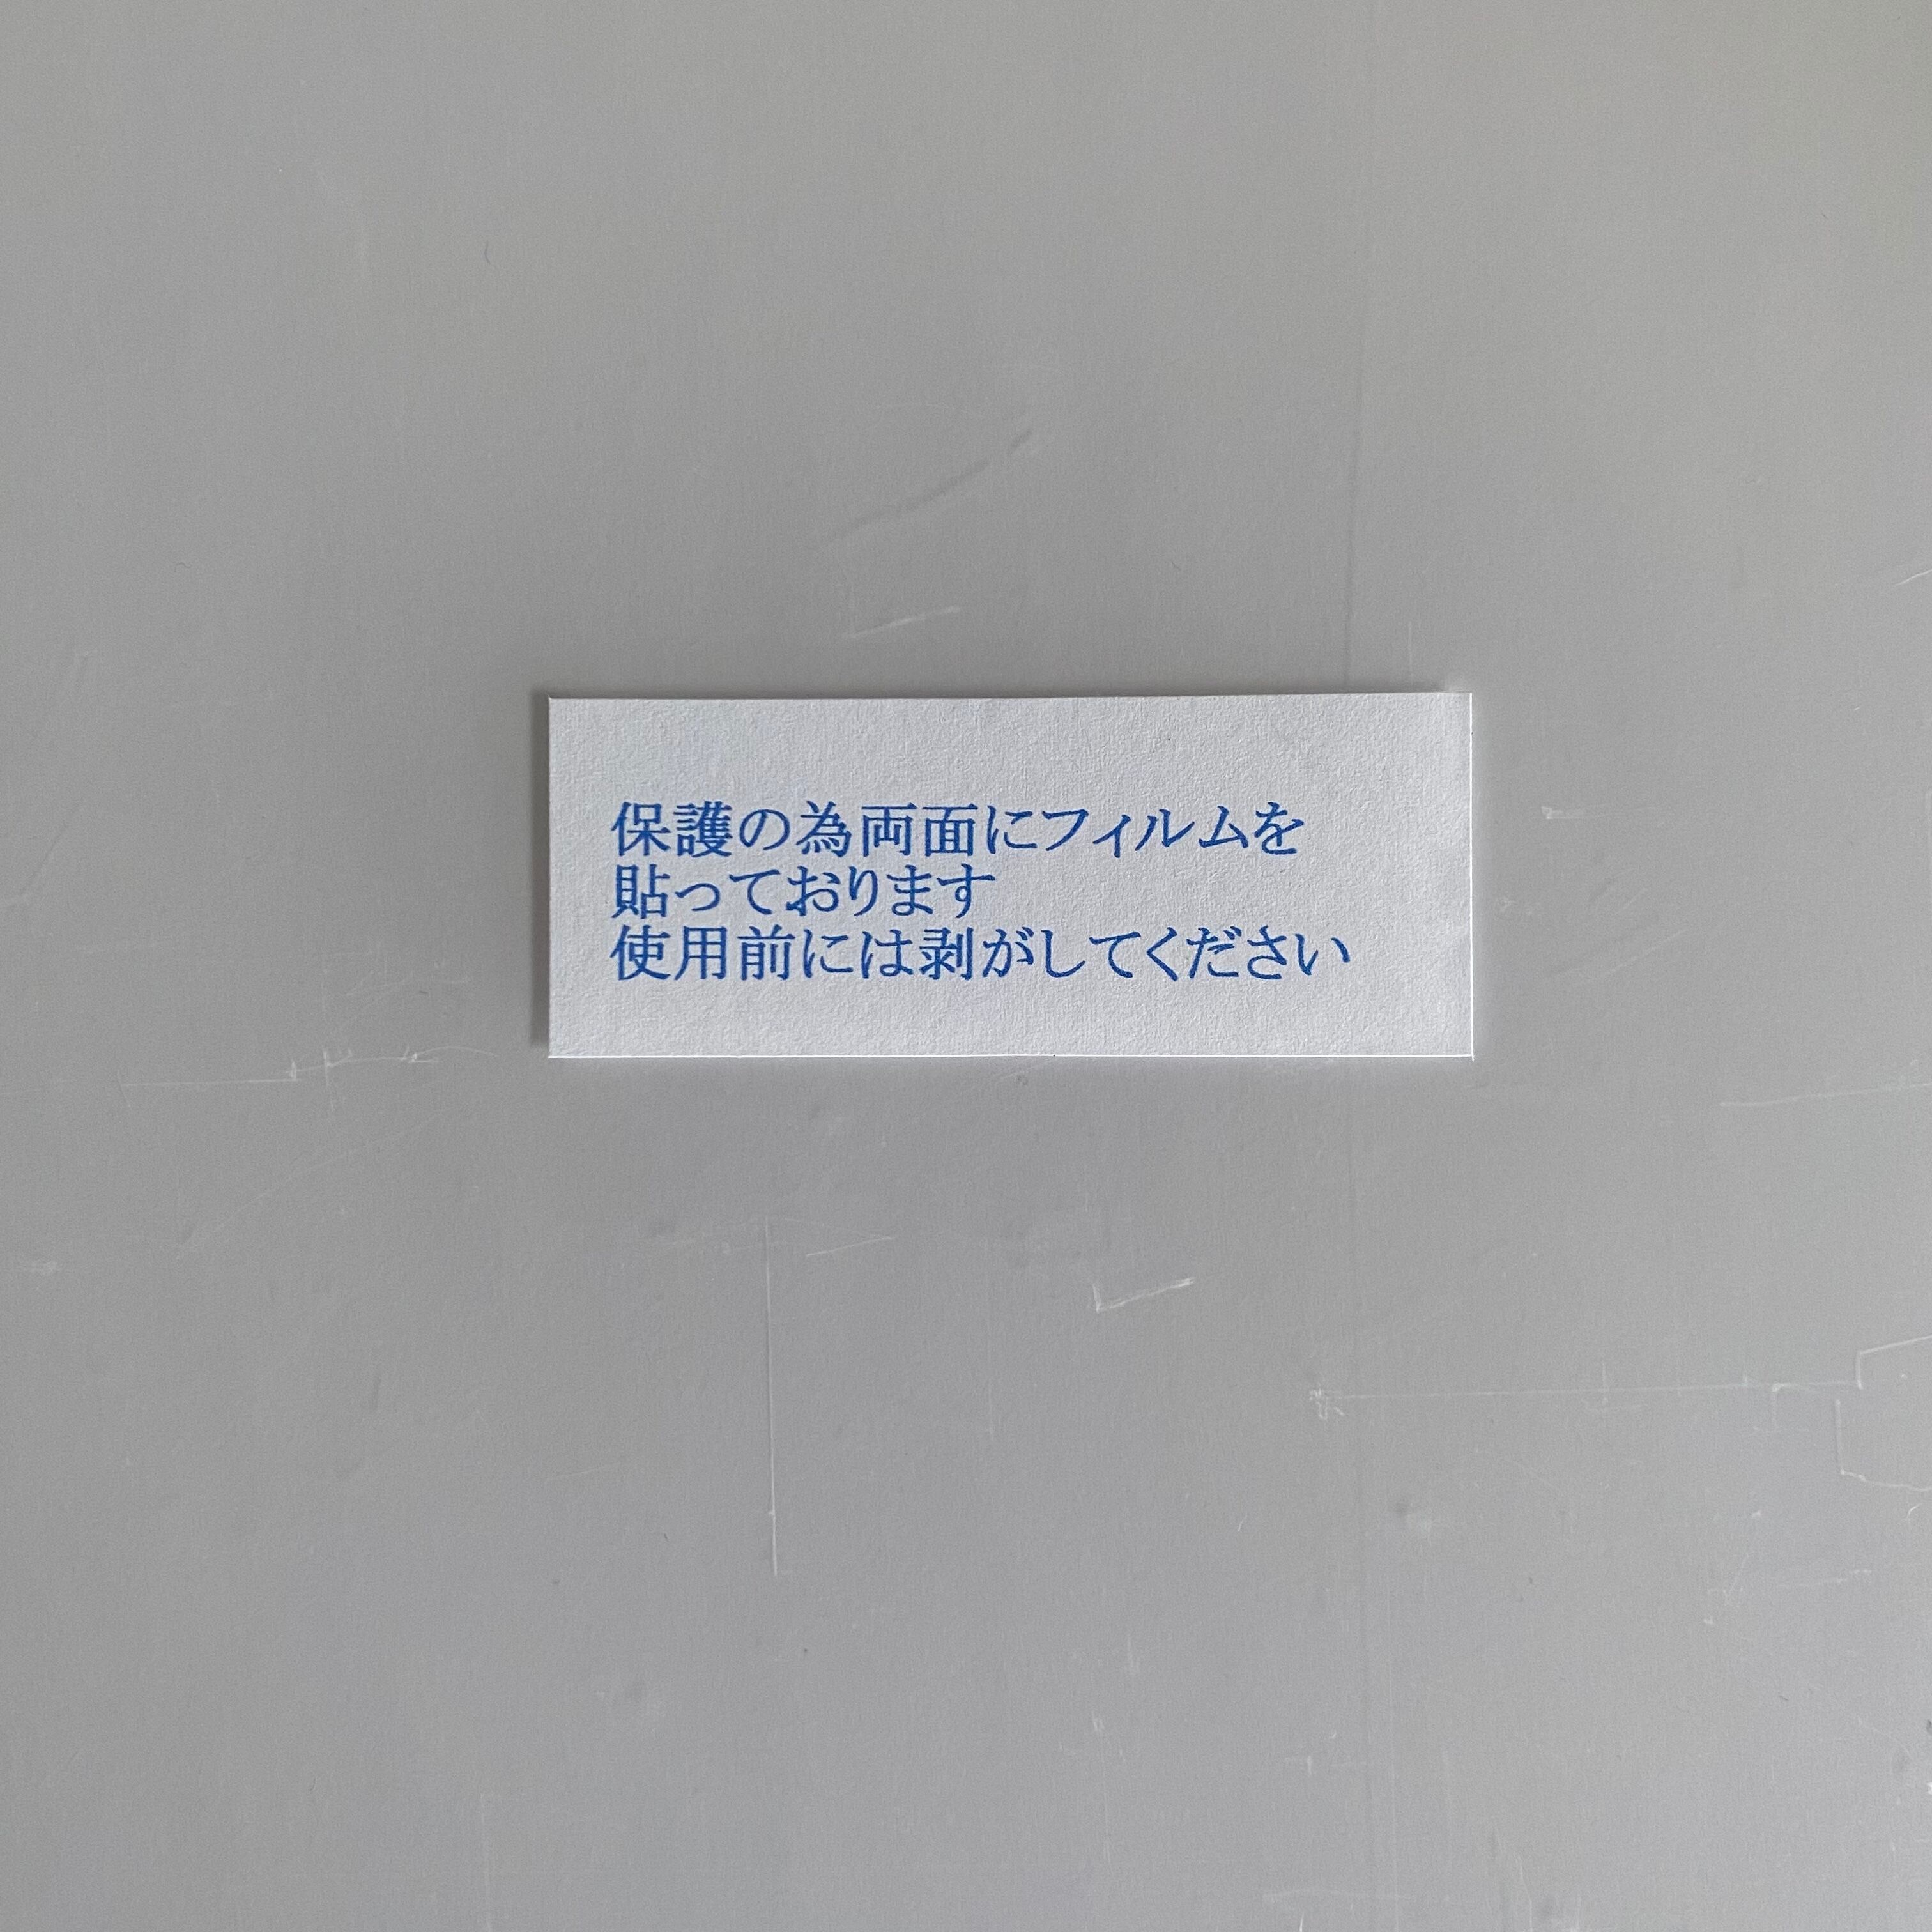 保護の為両面にフィルムを
貼っております
使用前には剥がしてください